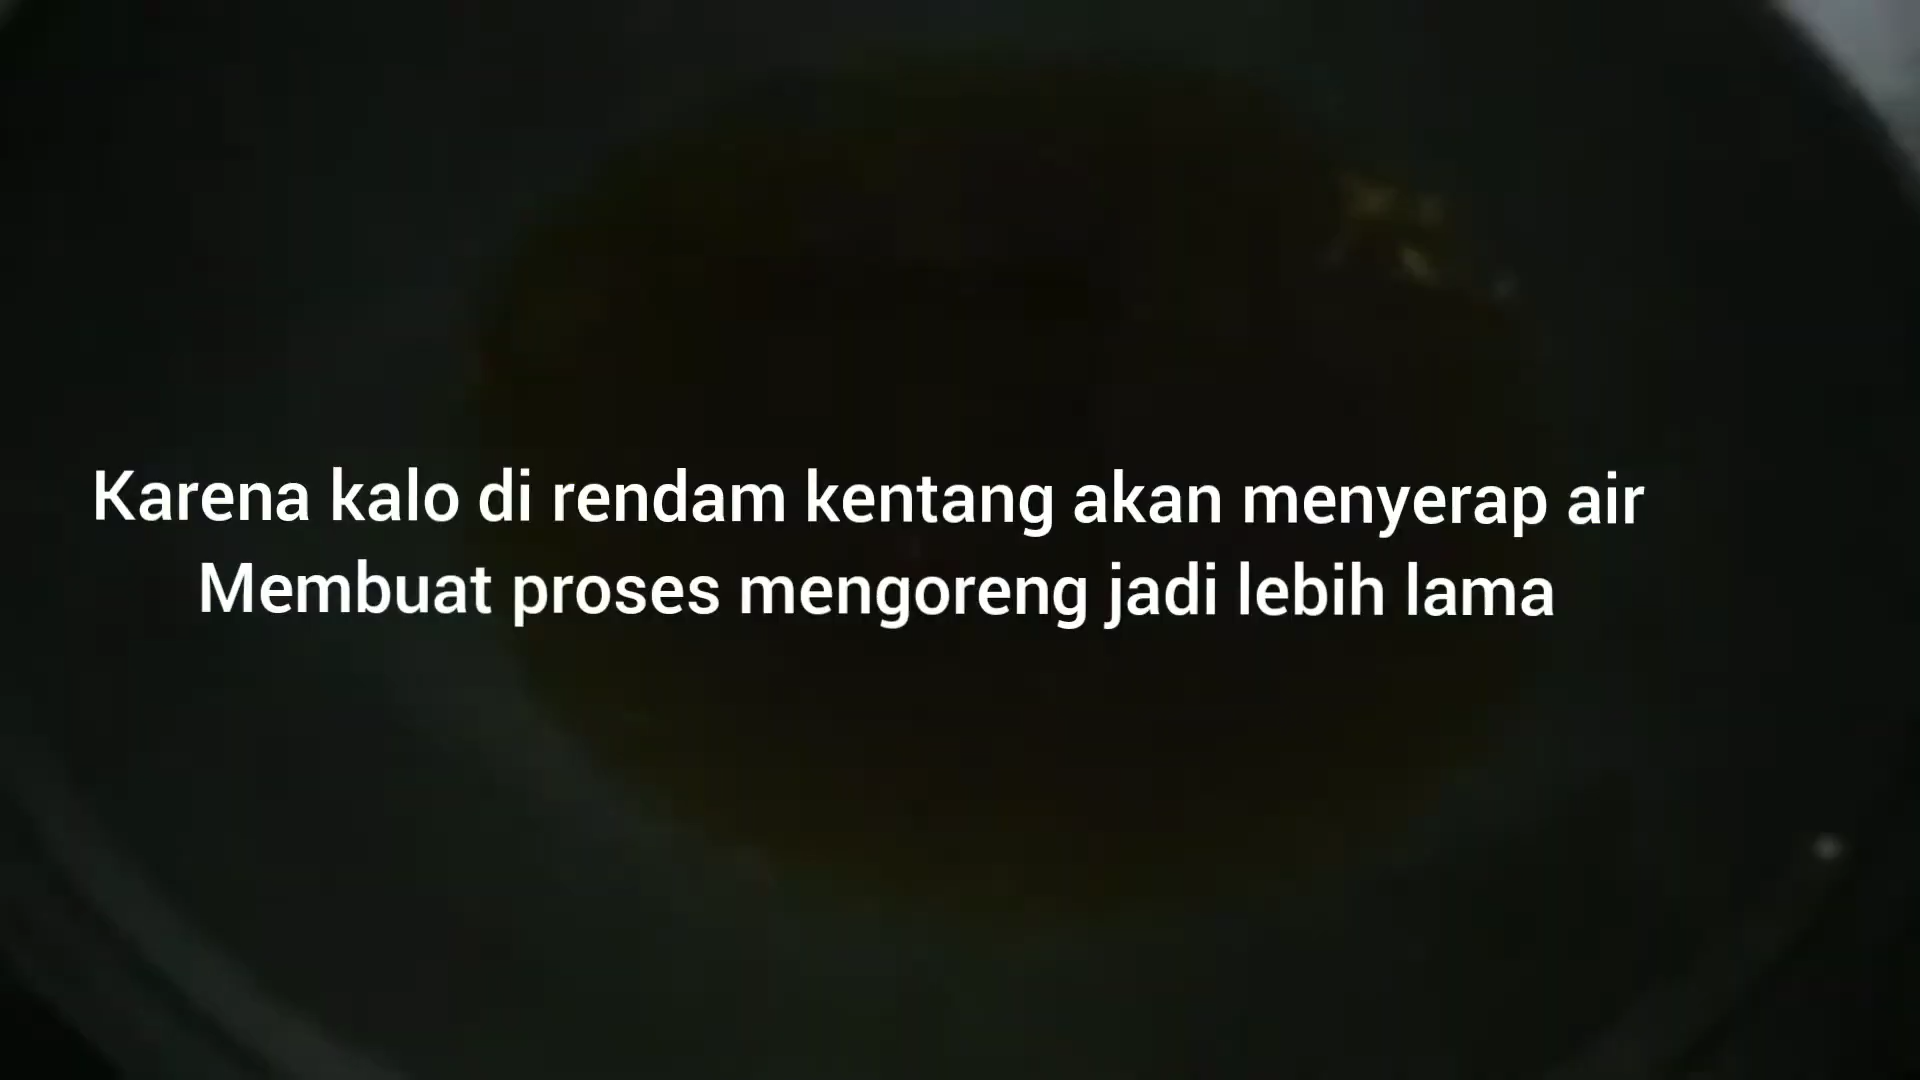 Karena kalo di rendam kentang akan menyerap air
Membuat proses mengoreng jadi lebih lama